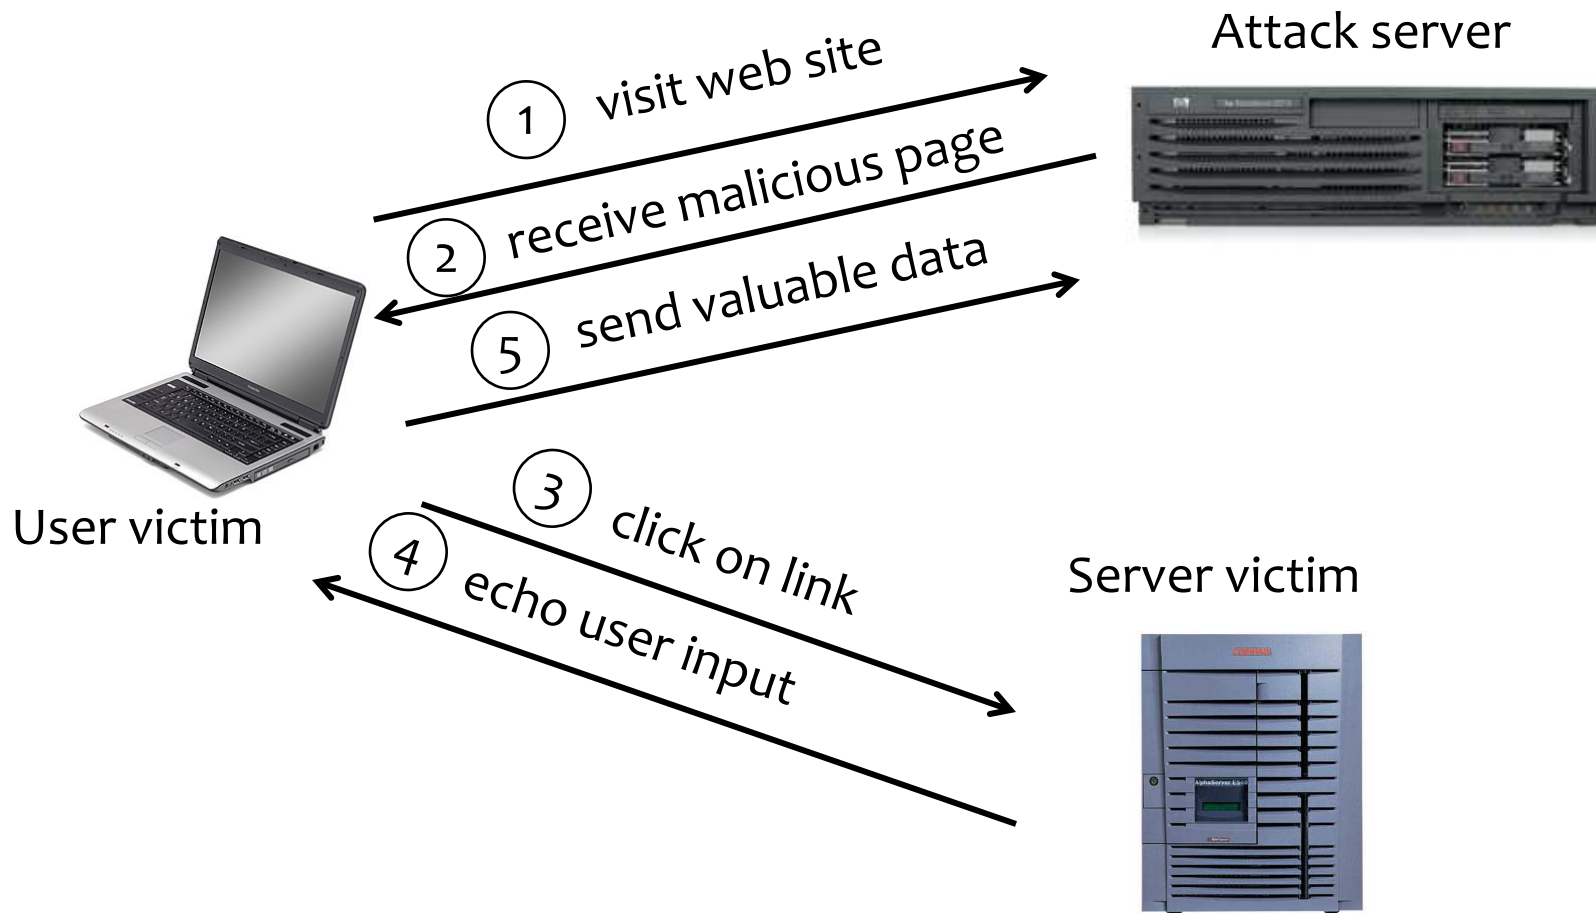 Attack server
1 visit web site
2 receive malicious page
5 send valuable data
User victim
3 click on link
4 echo user input
Server victim